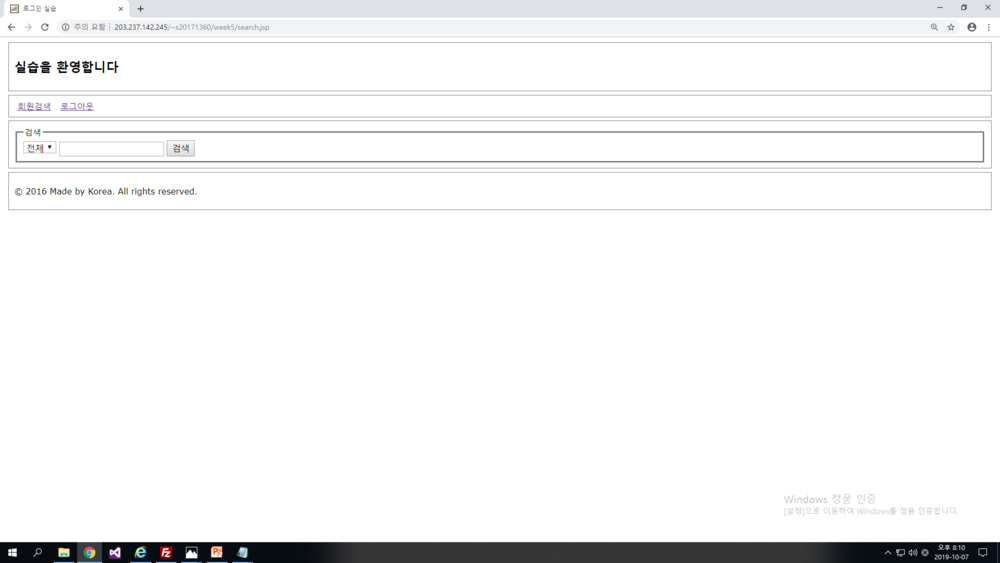 로그인 실습
주의 요함 | 203.237.142.245/~s20171360/week5/search.jsp
실습을 환영합니다
회원검색 로그아웃
검색
전체 검색
© 2016 Made by Korea. All rights reserved.
Windows 정품 인증
[설정]으로 이동하여 Windows를 정품 인증합니다.
오후 8:10
2019-10-07